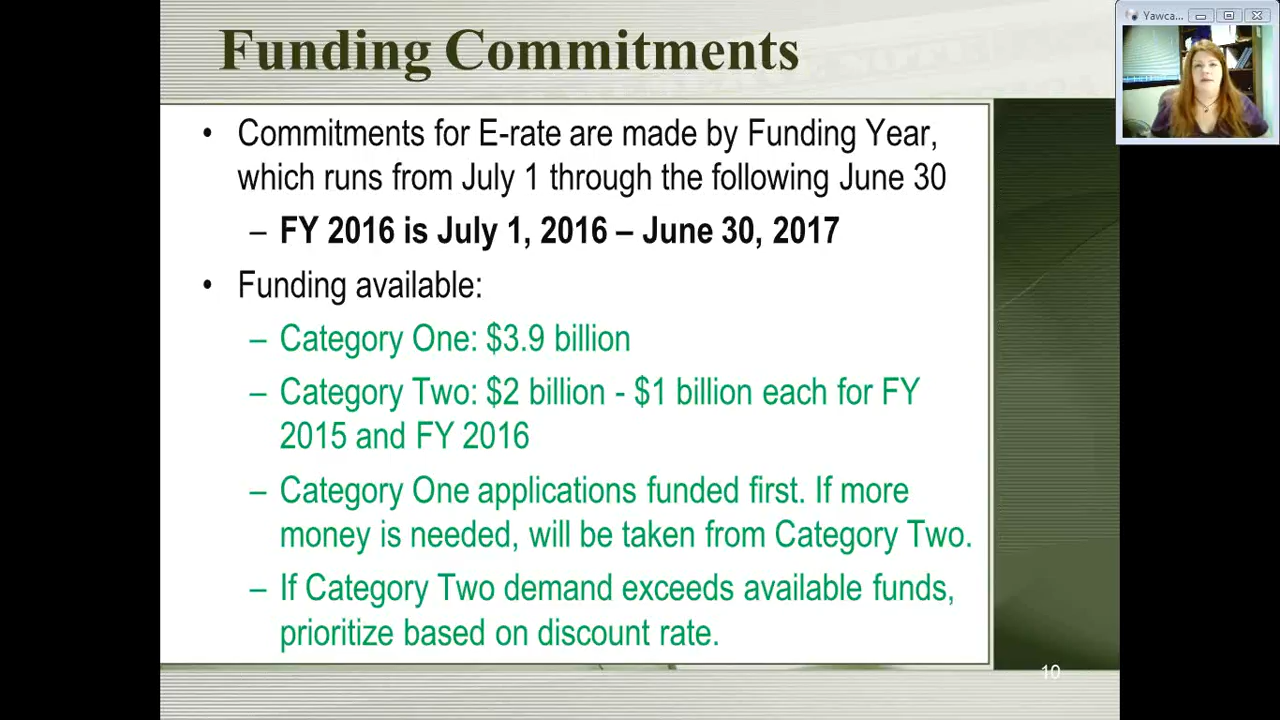 Funding Commitments
Yawca...
• Commitments for E-rate are made by Funding Year,
which runs from July 1 through the following June 30
– FY 2016 is July 1, 2016 – June 30, 2017
• Funding available:
– Category One: $3.9 billion
– Category Two: $2 billion - $1 billion each for FY
2015 and FY 2016
– Category One applications funded first. If more
money is needed, will be taken from Category Two.
– If Category Two demand exceeds available funds,
prioritize based on discount rate.
10